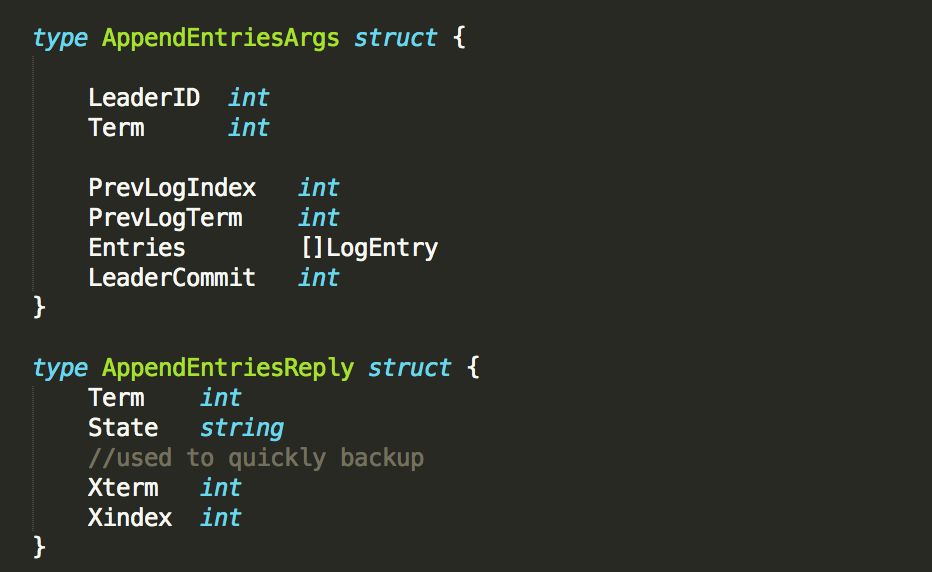 type AppendEntriesArgs struct {
LeaderID int
Term int
PrevLogIndex int
PrevLogTerm int
Entries []LogEntry
LeaderCommit int
}
type AppendEntriesReply struct {
Term int
State string
//used to quickly backup
Xterm int
Xindex int
}